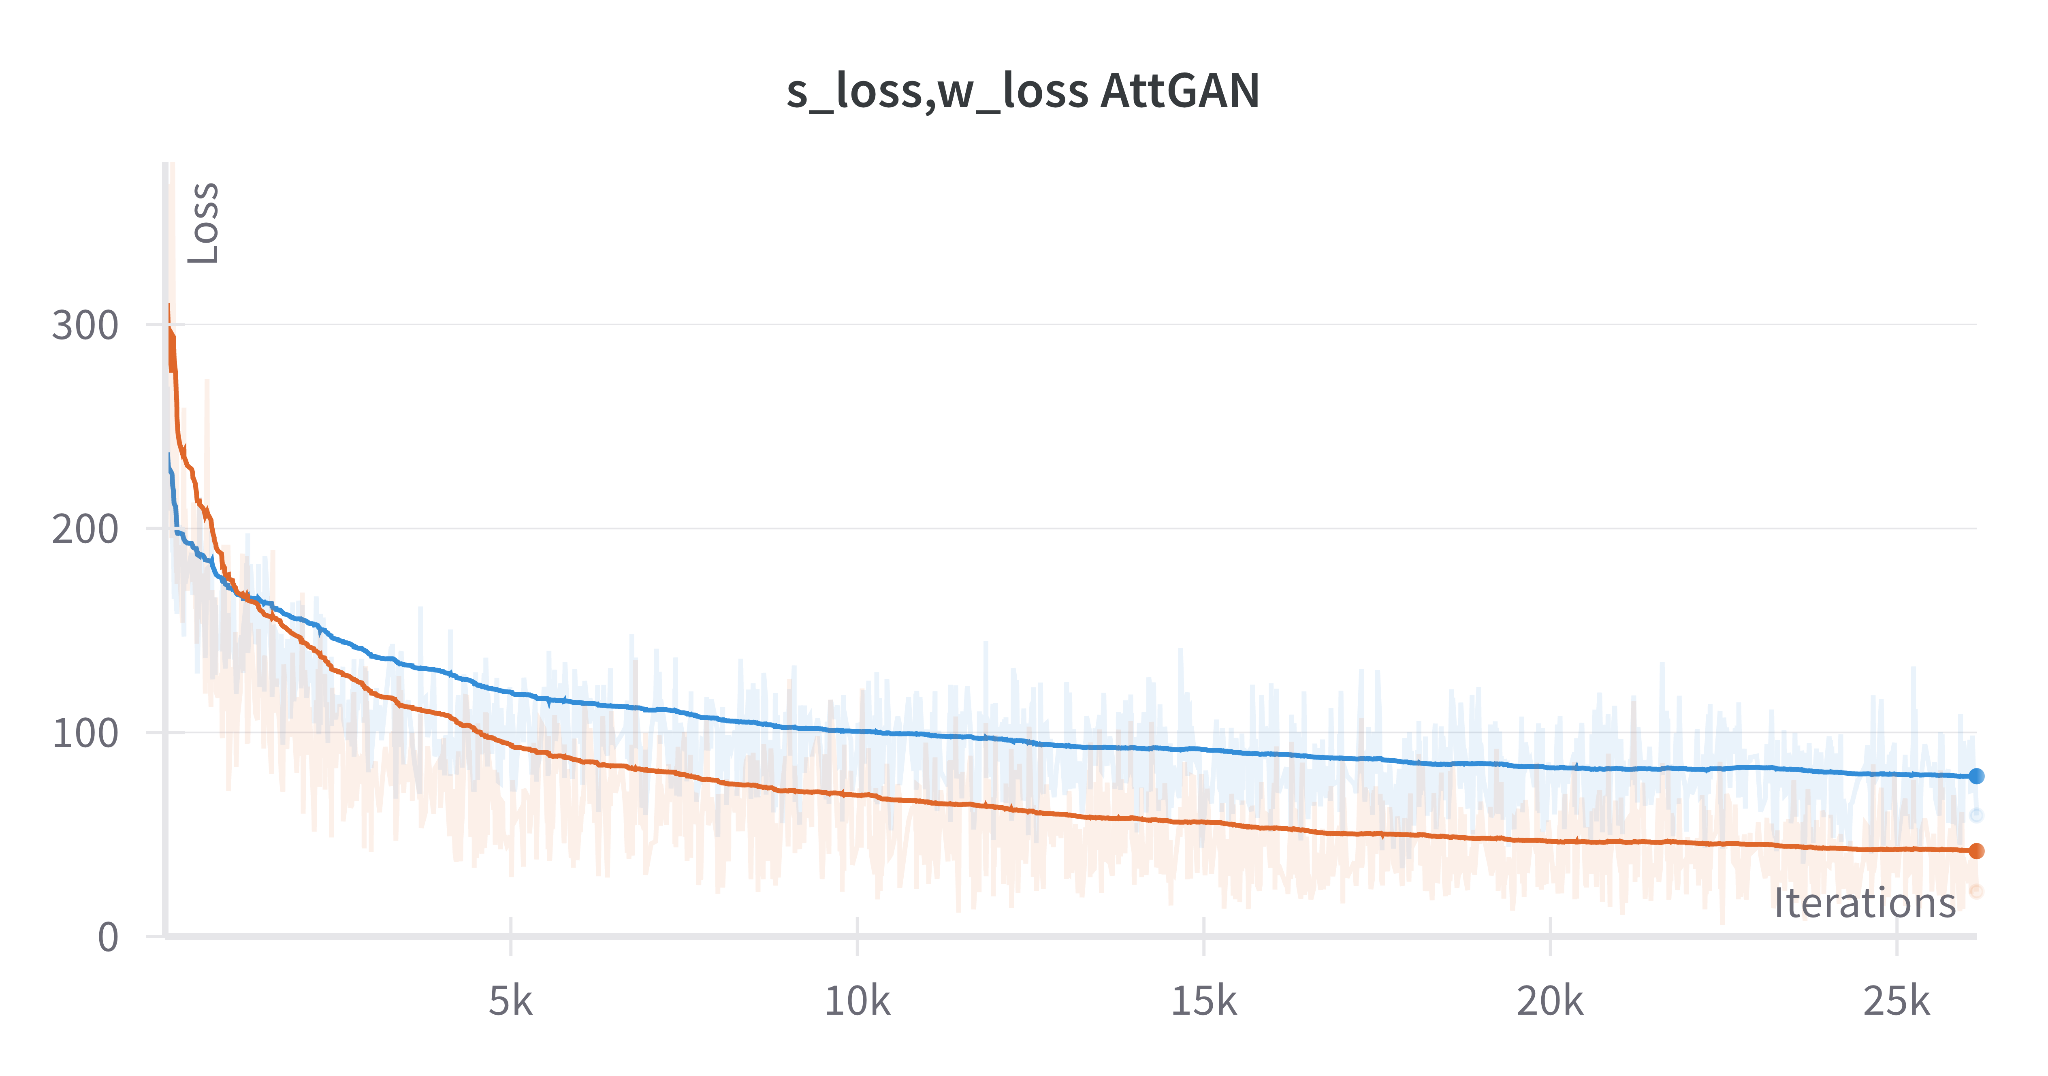 s_loss,w_loss AttGAN
Loss
300
200
100
0
Iterations
5k
10k
15k
20k
25k